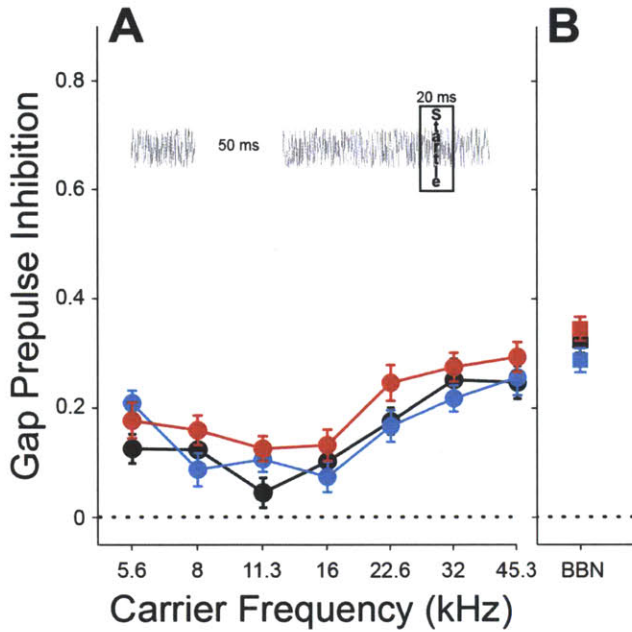 A
B
Gap Prepulse Inhibition
0.8
0.6
0.4
0.2
0
50 ms
20 ms
Startle
5.6 8 11.3 16 22.6 32 45.3
BBN
Carrier Frequency (kHz)